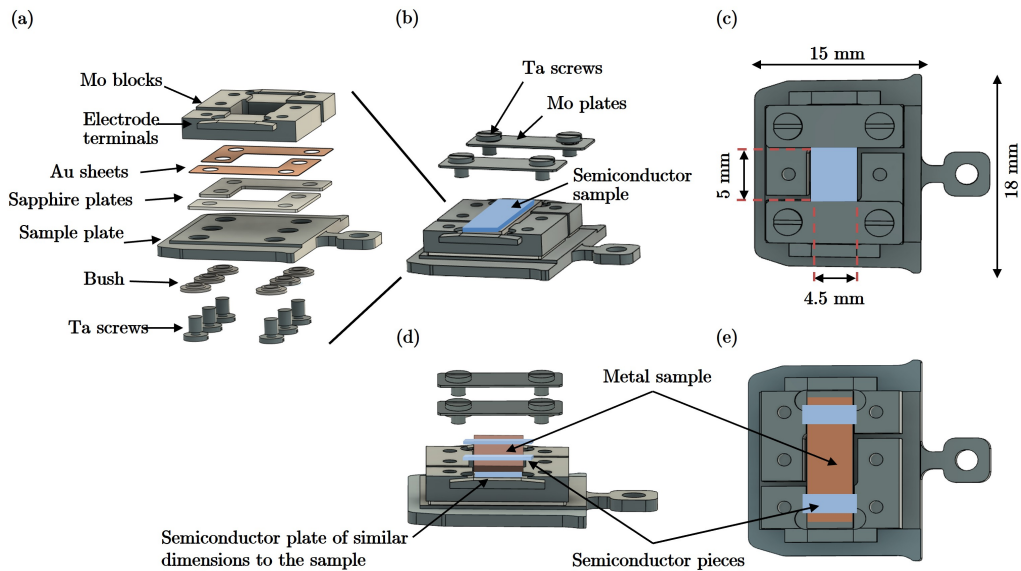 (a)
Mo blocks
Electrode
terminals
Au sheets
Sapphire plates
Sample plate
Bush
Ta screws
(b)
Ta screws
Mo plates
Semiconductor
sample
(c)
15 mm
5 mm
18 mm
4.5 mm
(d)
Metal sample
Semiconductor plate of similar
dimensions to the sample
Semiconductor pieces
(e)